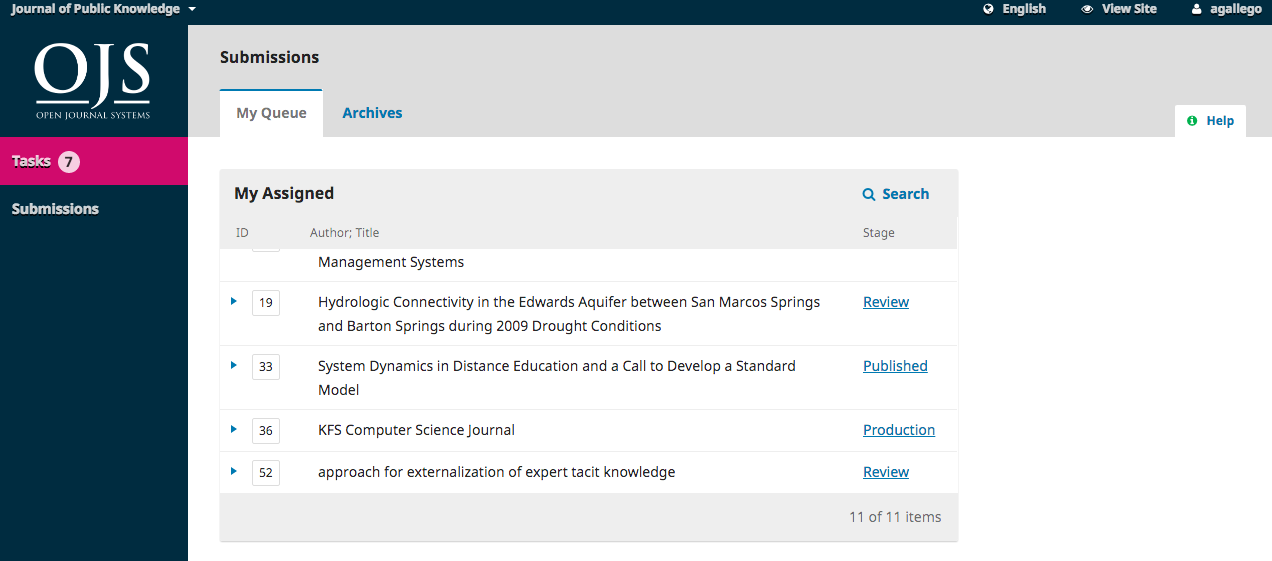 Journal of Public Knowledge
English
View Site
agallego
OJS
OPEN JOURNAL SYSTEMS
Submissions
My Queue
Archives
Help
Tasks 7
Submissions
My Assigned
Search
ID Author; Title Stage
Management Systems
19 Hydrologic Connectivity in the Edwards Aquifer between San Marcos Springs Review
and Barton Springs during 2009 Drought Conditions
33 System Dynamics in Distance Education and a Call to Develop a Standard Published
Model
36 KFS Computer Science Journal Production
52 approach for externalization of expert tacit knowledge Review
11 of 11 items